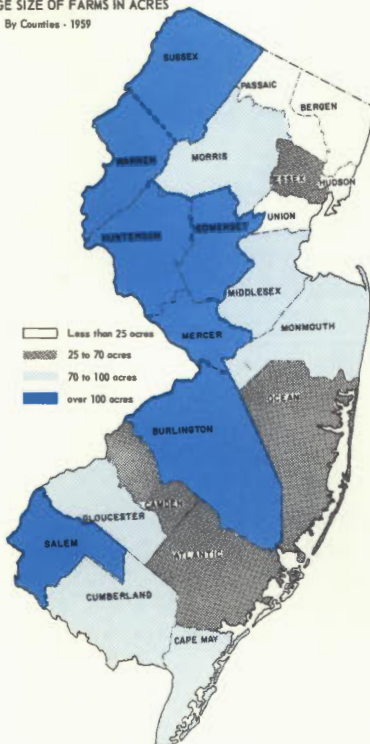 GE SIZE OF FARMS IN ACRES
By Counties - 1959
SUSSEX
PASSAIC
BERGEN
WARREN
MORRIS
ESSEX
HUDSON
UNION
HUNTERDON
SOMERSET
MIDDLESEX
MERCER
MONMOUTH
Less than 25 acres
25 to 70 acres
70 to 100 acres
over 100 acres
OCEAN
BURLINGTON
CAMDEN
GLOUCESTER
SALEM
ATLANTIC
CUMBERLAND
CAPE MAY